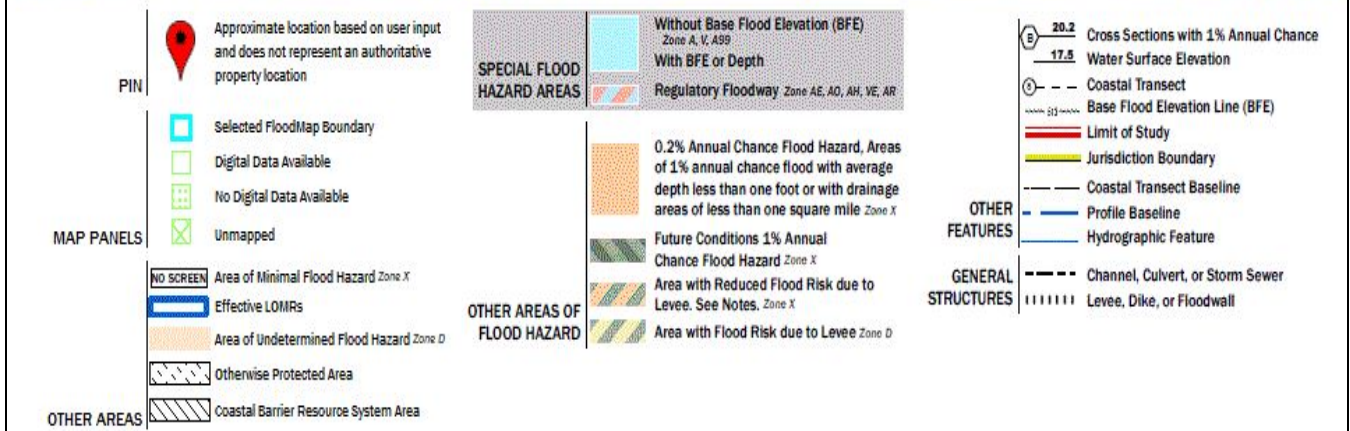 PIN
Approximate location based on user input
and does not represent an authoritative
property location
MAP PANELS
Selected FloodMap Boundary
Digital Data Available
No Digital Data Available
Unmapped
OTHER AREAS
NO SCREEN Area of Minimal Flood Hazard Zone X
Effective LOMRs
Area of Undetermined Flood Hazard Zone D
Otherwise Protected Area
Coastal Barrier Resource System Area
SPECIAL FLOOD
HAZARD AREAS
Without Base Flood Elevation (BFE)
Zone A, V, A99
With BFE or Depth
Regulatory Floodway Zone AE, AO, AH, VE, AR
OTHER AREAS OF
FLOOD HAZARD
0.2% Annual Chance Flood Hazard, Areas
of 1% annual chance flood with average
depth less than one foot or with drainage
areas of less than one square mile Zone X
Future Conditions 1% Annual
Chance Flood Hazard Zone X
Area with Reduced Flood Risk due to
Levee. See Notes. Zone X
Area with Flood Risk due to Levee Zone D
OTHER
FEATURES
B 20.2 Cross Sections with 1% Annual Chance
17.5 Water Surface Elevation
8 Coastal Transect
513 Base Flood Elevation Line (BFE)
Limit of Study
Jurisdiction Boundary
Coastal Transect Baseline
Profile Baseline
Hydrographic Feature
GENERAL
STRUCTURES
Channel, Culvert, or Storm Sewer
Levee, Dike, or Floodwall